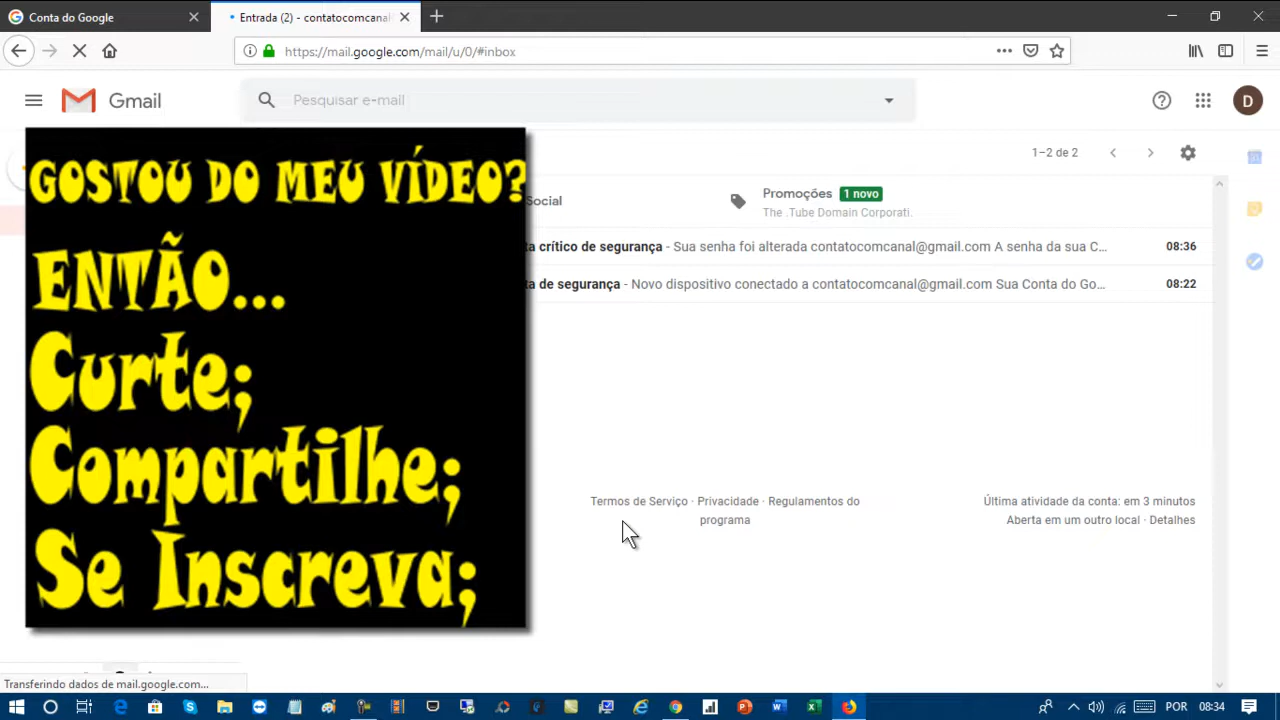 Conta do Google
Entrada (2) - contatocomcanal
https://mail.google.com/mail/u/0/#inbox
Gmail
Pesquisar e-mail
D
1–2 de 2
GOSTOU DO MEU VÍDEO?
ENTÃO...
Curte;
Compartilhe;
Se Inscreva;
Social
Promoções 1 novo
The .Tube Domain Corporati.
ta crítico de segurança - Sua senha foi alterada contatocomcanal@gmail.com A senha da sua C... 08:36
ta de segurança - Novo dispositivo conectado a contatocomcanal@gmail.com Sua Conta do Go... 08:22
Termos de Serviço · Privacidade · Regulamentos do
programa
Última atividade da conta: em 3 minutos
Aberta em um outro local · Detalhes
Transferindo dados de mail.google.com...
POR 08:34